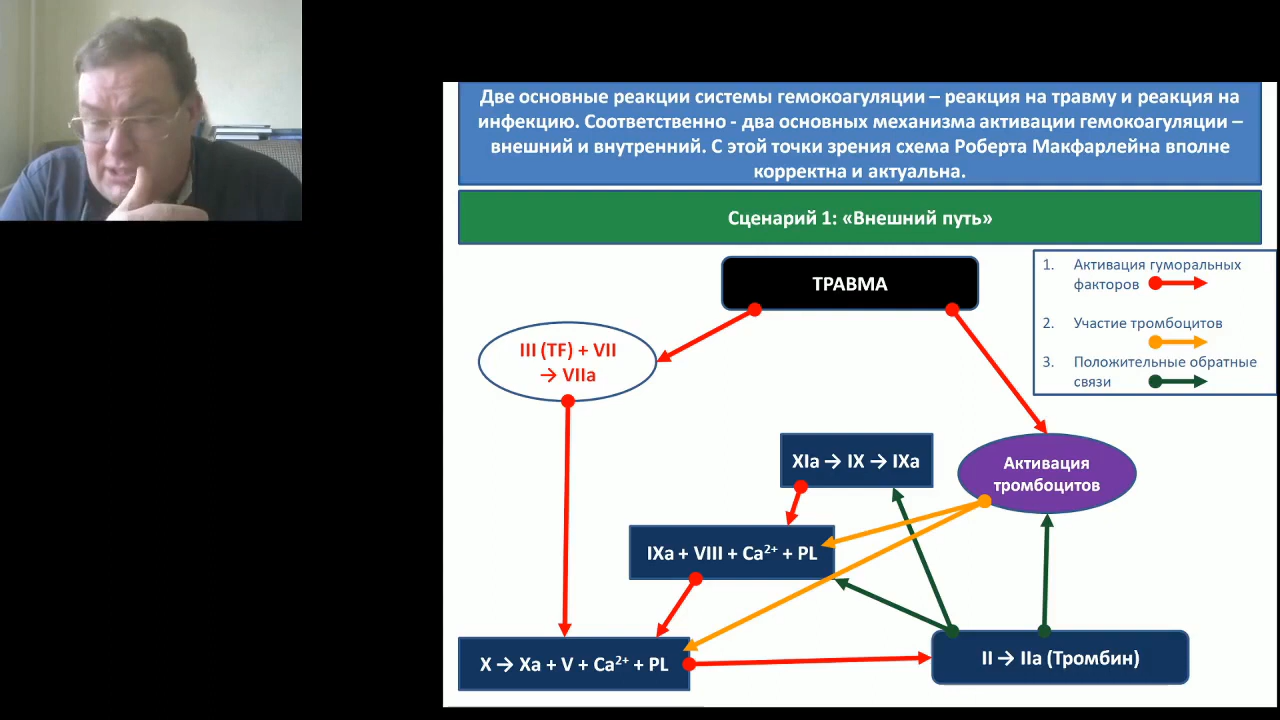 Две основные реакции системы гемокоагуляции – реакция на травму и реакция на
инфекцию. Соответственно - два основных механизма активации гемокоагуляции –
внешний и внутренний. С этой точки зрения схема Роберта Макфарлейна вполне
корректна и актуальна.
Сценарий 1: «Внешний путь»
ТРАВМА
1. Активация гуморальных
факторов
2. Участие тромбоцитов
3. Положительные обратные
связи
III (TF) + VII
→ VIIa
XIa → IX → IXa
Активация
тромбоцитов
IXa + VIII + Ca²⁺ + PL
X → Xa + V + Ca²⁺ + PL
II → IIa (Тромбин)